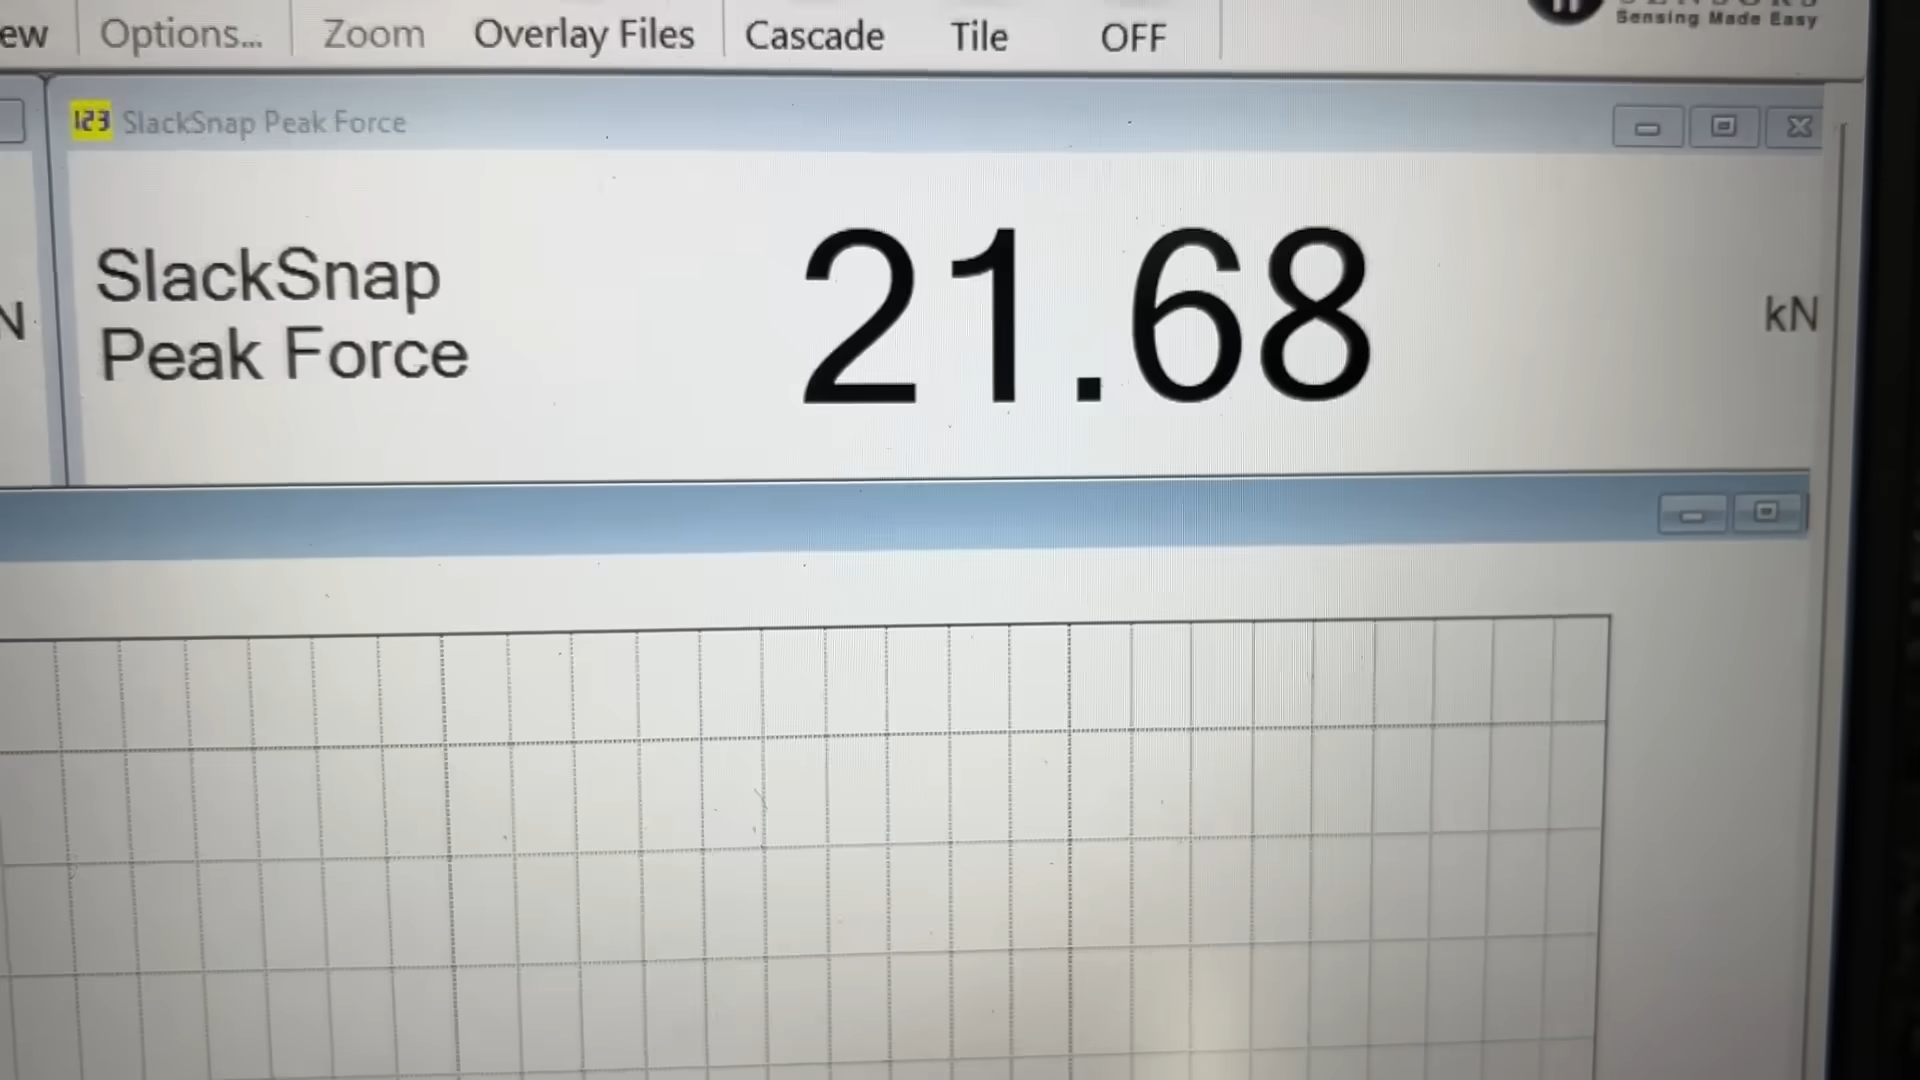 ew Options... Zoom Overlay Files Cascade Tile OFF
Sensing Made Easy
123 SlackSnap Peak Force
SlackSnap
Peak Force
21.68
kN
N